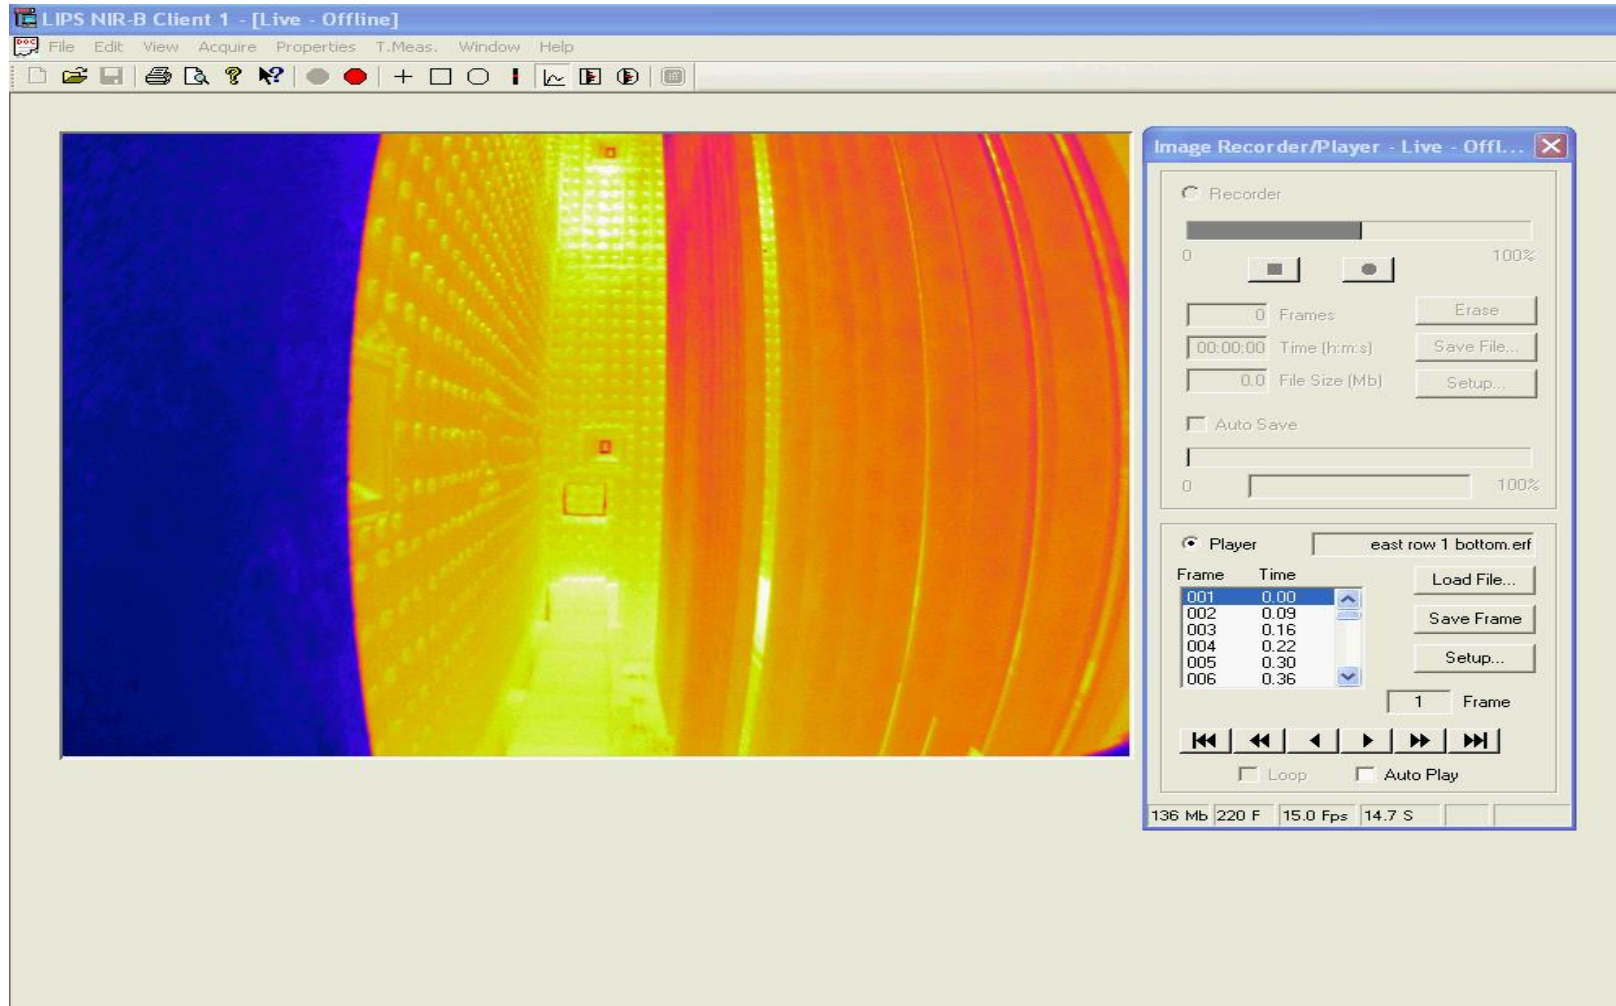 LIPS NIR-B Client 1 - [Live - Offline]
DOC File Edit View Acquire Properties T.Meas. Window Help
Image Recorder/Player - Live - Offl...
Recorder
0 100%
0 Frames Erase
00:00:00 Time (h:m:s) Save File...
0.0 File Size (Mb) Setup...
Auto Save
0 100%
Player east row 1 bottom.erf
Frame Time Load File...
001 0.00
002 0.09 Save Frame
003 0.16
004 0.22
005 0.30 Setup...
006 0.36
1 Frame
Loop Auto Play
136 Mb 220 F 15.0 Fps 14.7 S